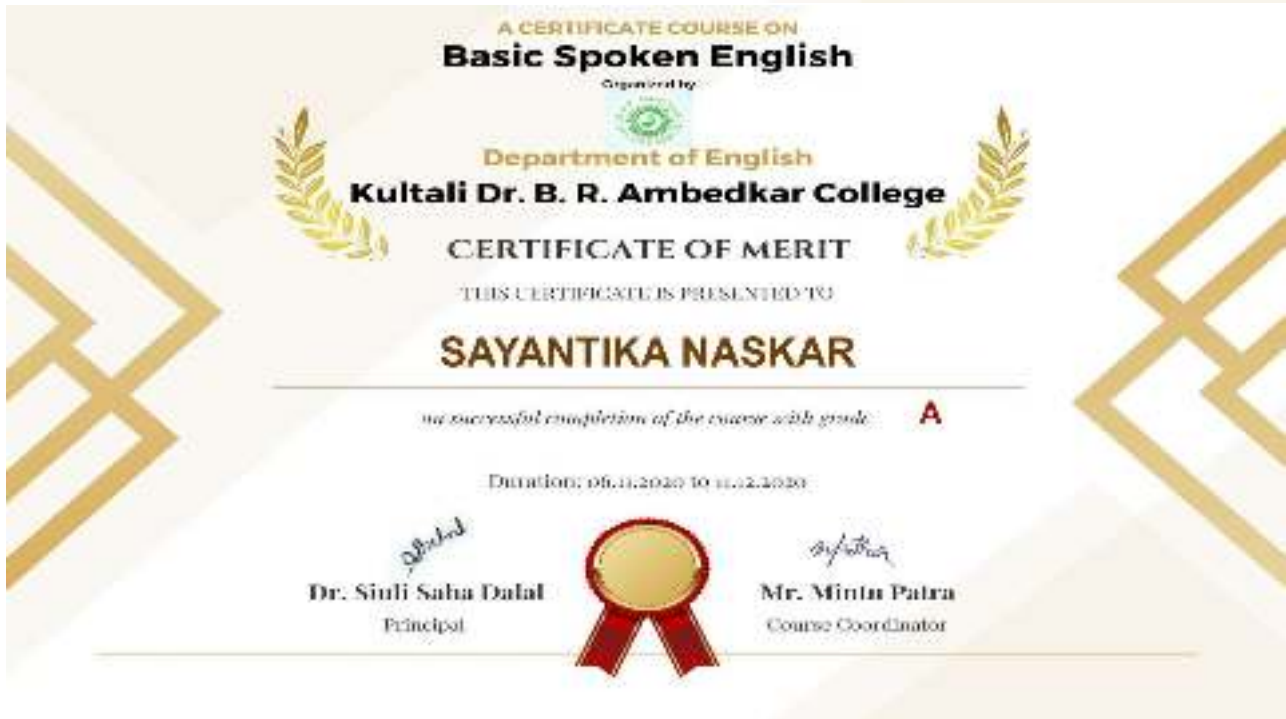 A CERTIFICATE COURSE ON
Basic Spoken English
Organized by
Department of English
Kultali Dr. B. R. Ambedkar College
CERTIFICATE OF MERIT
THIS CERTIFICATE IS PRESENTED TO
SAYANTIKA NASKAR
on successful completion of the course with grade A
Duration: 06.11.2020 to 11.12.2020
Dr. Siuli Saha Dalal Mr. Mintu Patra
Principal Course Coordinator